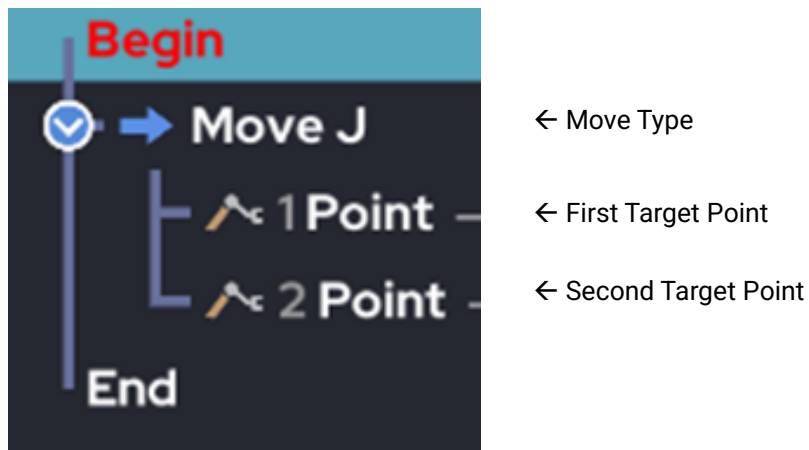 Begin
Move J ← Move Type
1 Point ← First Target Point
2 Point ← Second Target Point
End